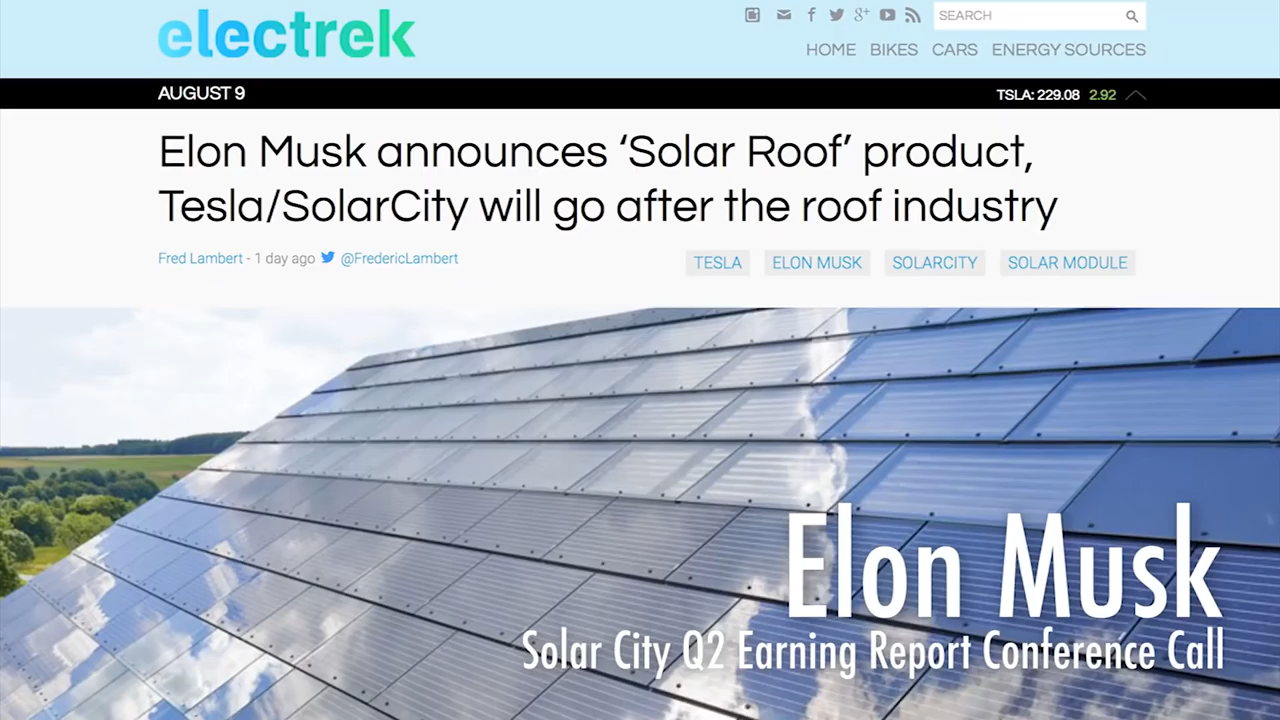 electrek
SEARCH
HOME BIKES CARS ENERGY SOURCES
AUGUST 9
TSLA: 229.08 2.92
Elon Musk announces ‘Solar Roof’ product,
Tesla/SolarCity will go after the roof industry
Fred Lambert - 1 day ago @FredericLambert
TESLA ELON MUSK SOLARCITY SOLAR MODULE
Elon Musk
Solar City Q2 Earning Report Conference Call